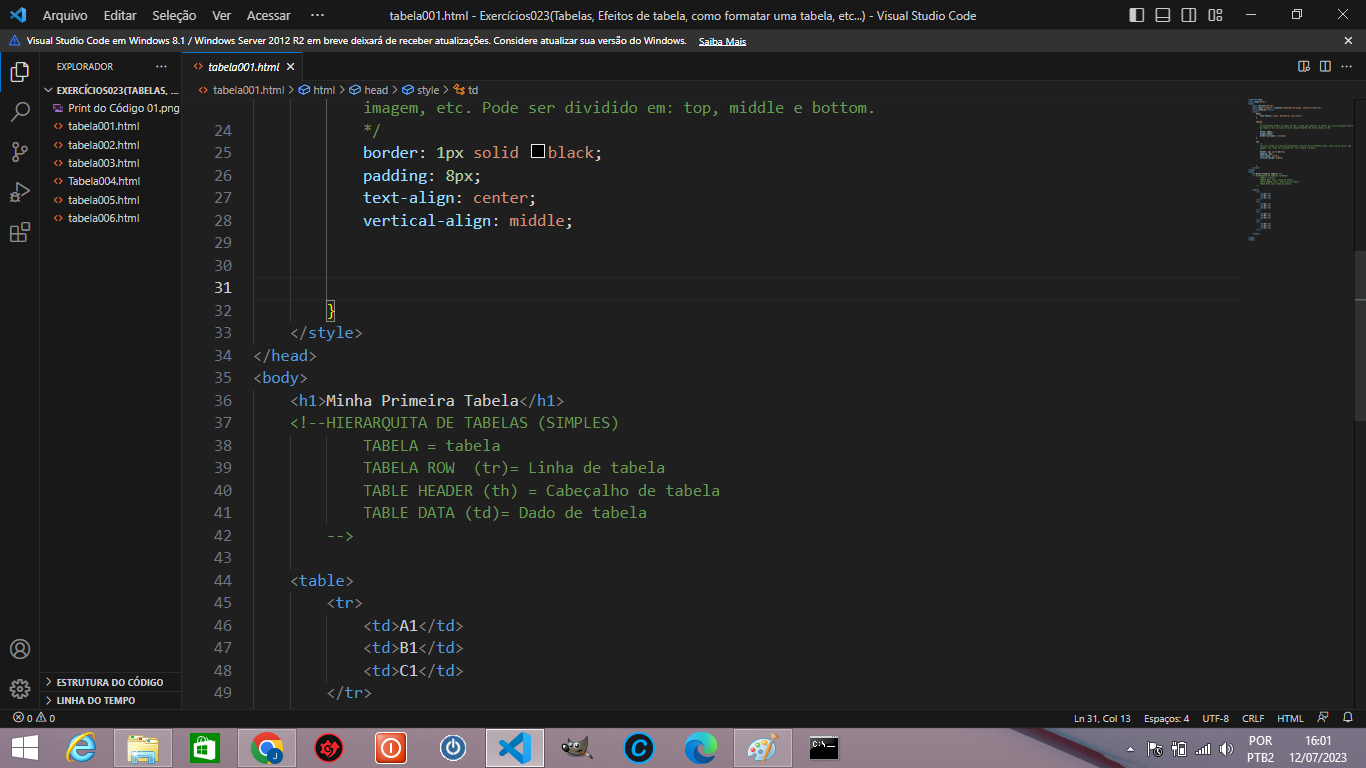 Arquivo Editar Seleção Ver Acessar ··· tabela001.html - Exercícios023(Tabelas, Efeitos de tabela, como formatar uma tabela, etc...) - Visual Studio Code
Visual Studio Code em Windows 8.1 / Windows Server 2012 R2 em breve deixará de receber atualizações. Considere atualizar sua versão do Windows. Saiba Mais
EXPLORADOR ···
EXERCÍCIOS023(TABELAS, ...
Print do Código 01.png
tabela001.html
tabela002.html
tabela003.html
Tabela004.html
tabela005.html
tabela006.html
ESTRUTURA DO CÓDIGO
LINHA DO TEMPO
tabela001.html
tabela001.html > html > head > style > td
imagem, etc. Pode ser dividido em: top, middle e bottom.
24 */
25 border: 1px solid black;
26 padding: 8px;
27 text-align: center;
28 vertical-align: middle;
29
30
31
32 }
33 </style>
34 </head>
35 <body>
36 <h1>Minha Primeira Tabela</h1>
37 <!--HIERARQUITA DE TABELAS (SIMPLES)
38 TABELA = tabela
39 TABELA ROW  (tr)= Linha de tabela
40 TABLE HEADER (th) = Cabeçalho de tabela
41 TABLE DATA (td)= Dado de tabela
42 -->
43
44 <table>
45 <tr>
46 <td>A1</td>
47 <td>B1</td>
48 <td>C1</td>
49 </tr>
0 0 Ln 31, Col 13 Espaços: 4 UTF-8 CRLF HTML
POR
PTB2
16:01
12/07/2023